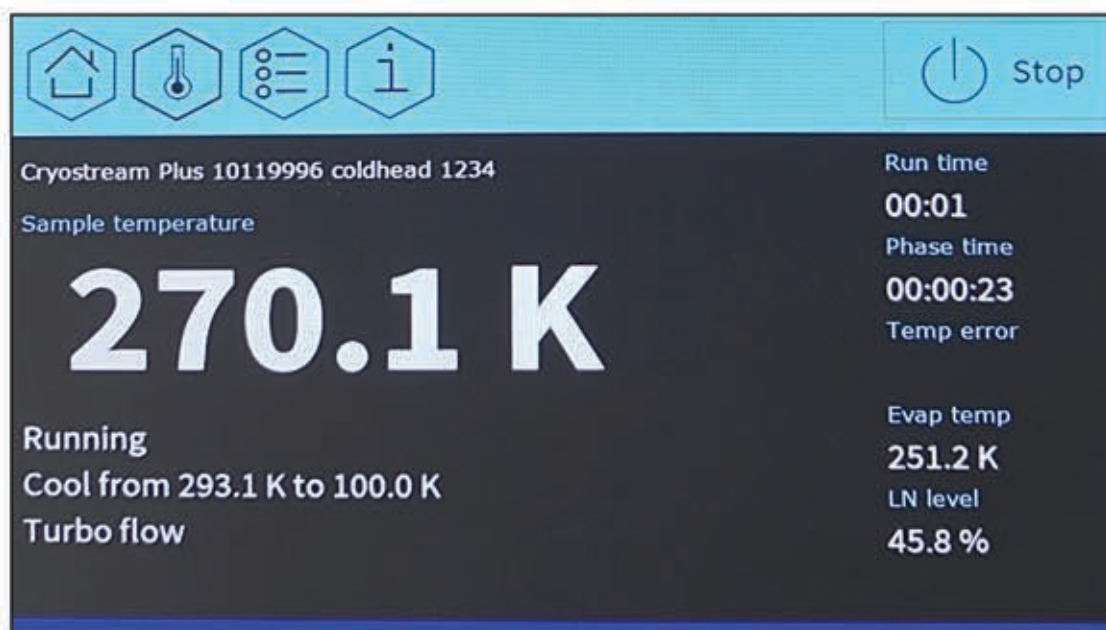 Stop
Cryostream Plus 10119996 coldhead 1234
Sample temperature
270.1 K
Running
Cool from 293.1 K to 100.0 K
Turbo flow
Run time
00:01
Phase time
00:00:23
Temp error
Evap temp
251.2 K
LN level
45.8 %